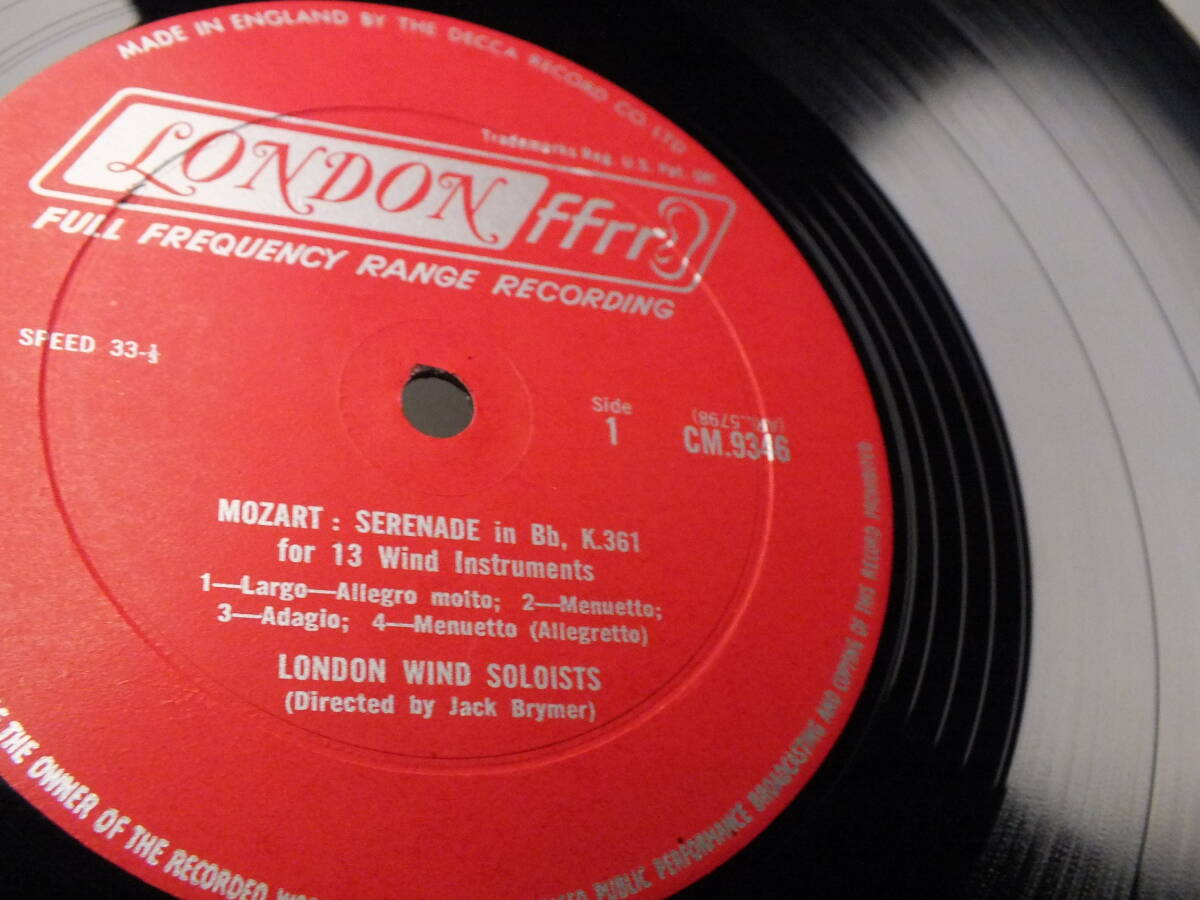 MADE IN ENGLAND BY THE DECCA RECORD CO LTD
Trademarks Reg. U.S. Pat. Off.
LONDON ffrr
FULL FREQUENCY RANGE RECORDING
SPEED 33-⅓
Side
1
(ARL.5798)
CM.9346
MOZART : SERENADE in Bb, K.361
for 13 Wind Instruments
1—Largo—Allegro molto; 2—Menuetto;
3—Adagio; 4—Menuetto (Allegretto)
LONDON WIND SOLOISTS
(Directed by Jack Brymer)
THE OWNER OF THE RECORDED
PUBLIC PERFORMANCE BROADCASTING AND COPYING OF THIS RECORD PROHIBITED